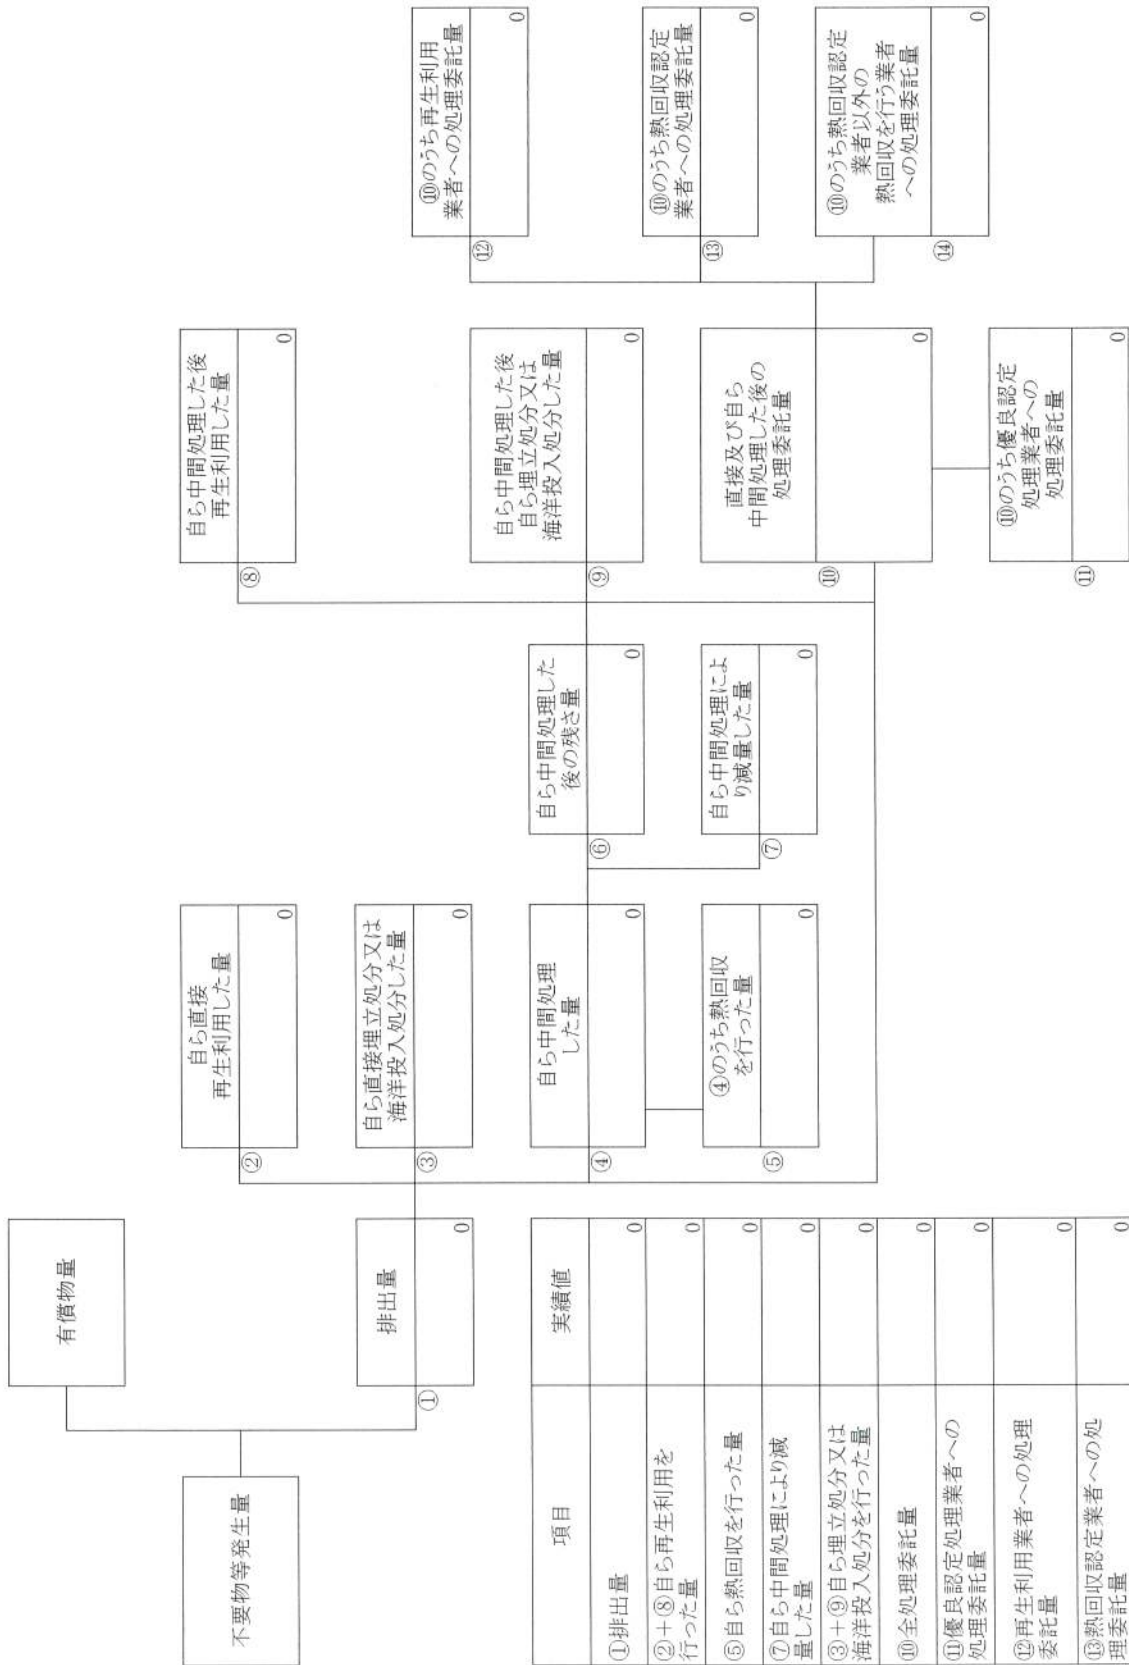 不要物等発生量
有償物量
①
排出量
0
②
自ら直接
再生利用した量
0
③
自ら直接埋立処分又は
海洋投入処分した量
0
④
自ら中間処理
した量
0
⑤
④のうち熱回収
を行った量
0
⑥
自ら中間処理した
後の残さ量
0
⑦
自ら中間処理によ
り減量した量
0
⑧
自ら中間処理した後
再生利用した量
0
⑨
自ら中間処理した後
自ら埋立処分又は
海洋投入処分した量
0
⑩
直接及び自ら
中間処理した後の
処理委託量
0
⑪
⑩のうち優良認定
処理業者への
処理委託量
0
⑫
⑩のうち再生利用
業者への処理委託量
0
⑬
⑩のうち熱回収認定
業者への処理委託量
0
⑭
⑩のうち熱回収認定
業者以外の
熱回収を行う業者
への処理委託量
0
項目 実績値
①排出量 0
②+⑧自ら再生利用を
行った量 0
⑤自ら熱回収を行った量 0
⑦自ら中間処理により減
量した量 0
③+⑨自ら埋立処分又は
海洋投入処分を行った量 0
⑩全処理委託量 0
⑪優良認定処理業者への
処理委託量 0
⑫再生利用業者への処理
委託量 0
⑬熱回収認定業者への処
理委託量 0